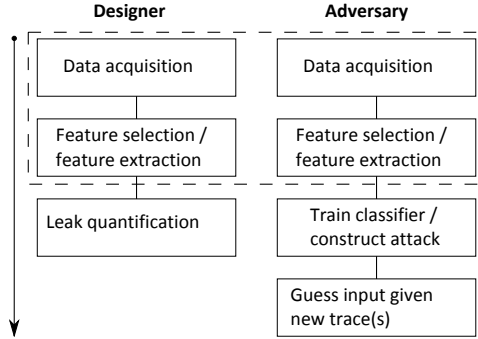 Designer
Adversary
Data acquisition
Data acquisition
Feature selection /
feature extraction
Feature selection /
feature extraction
Leak quantification
Train classifier /
construct attack
Guess input given
new trace(s)